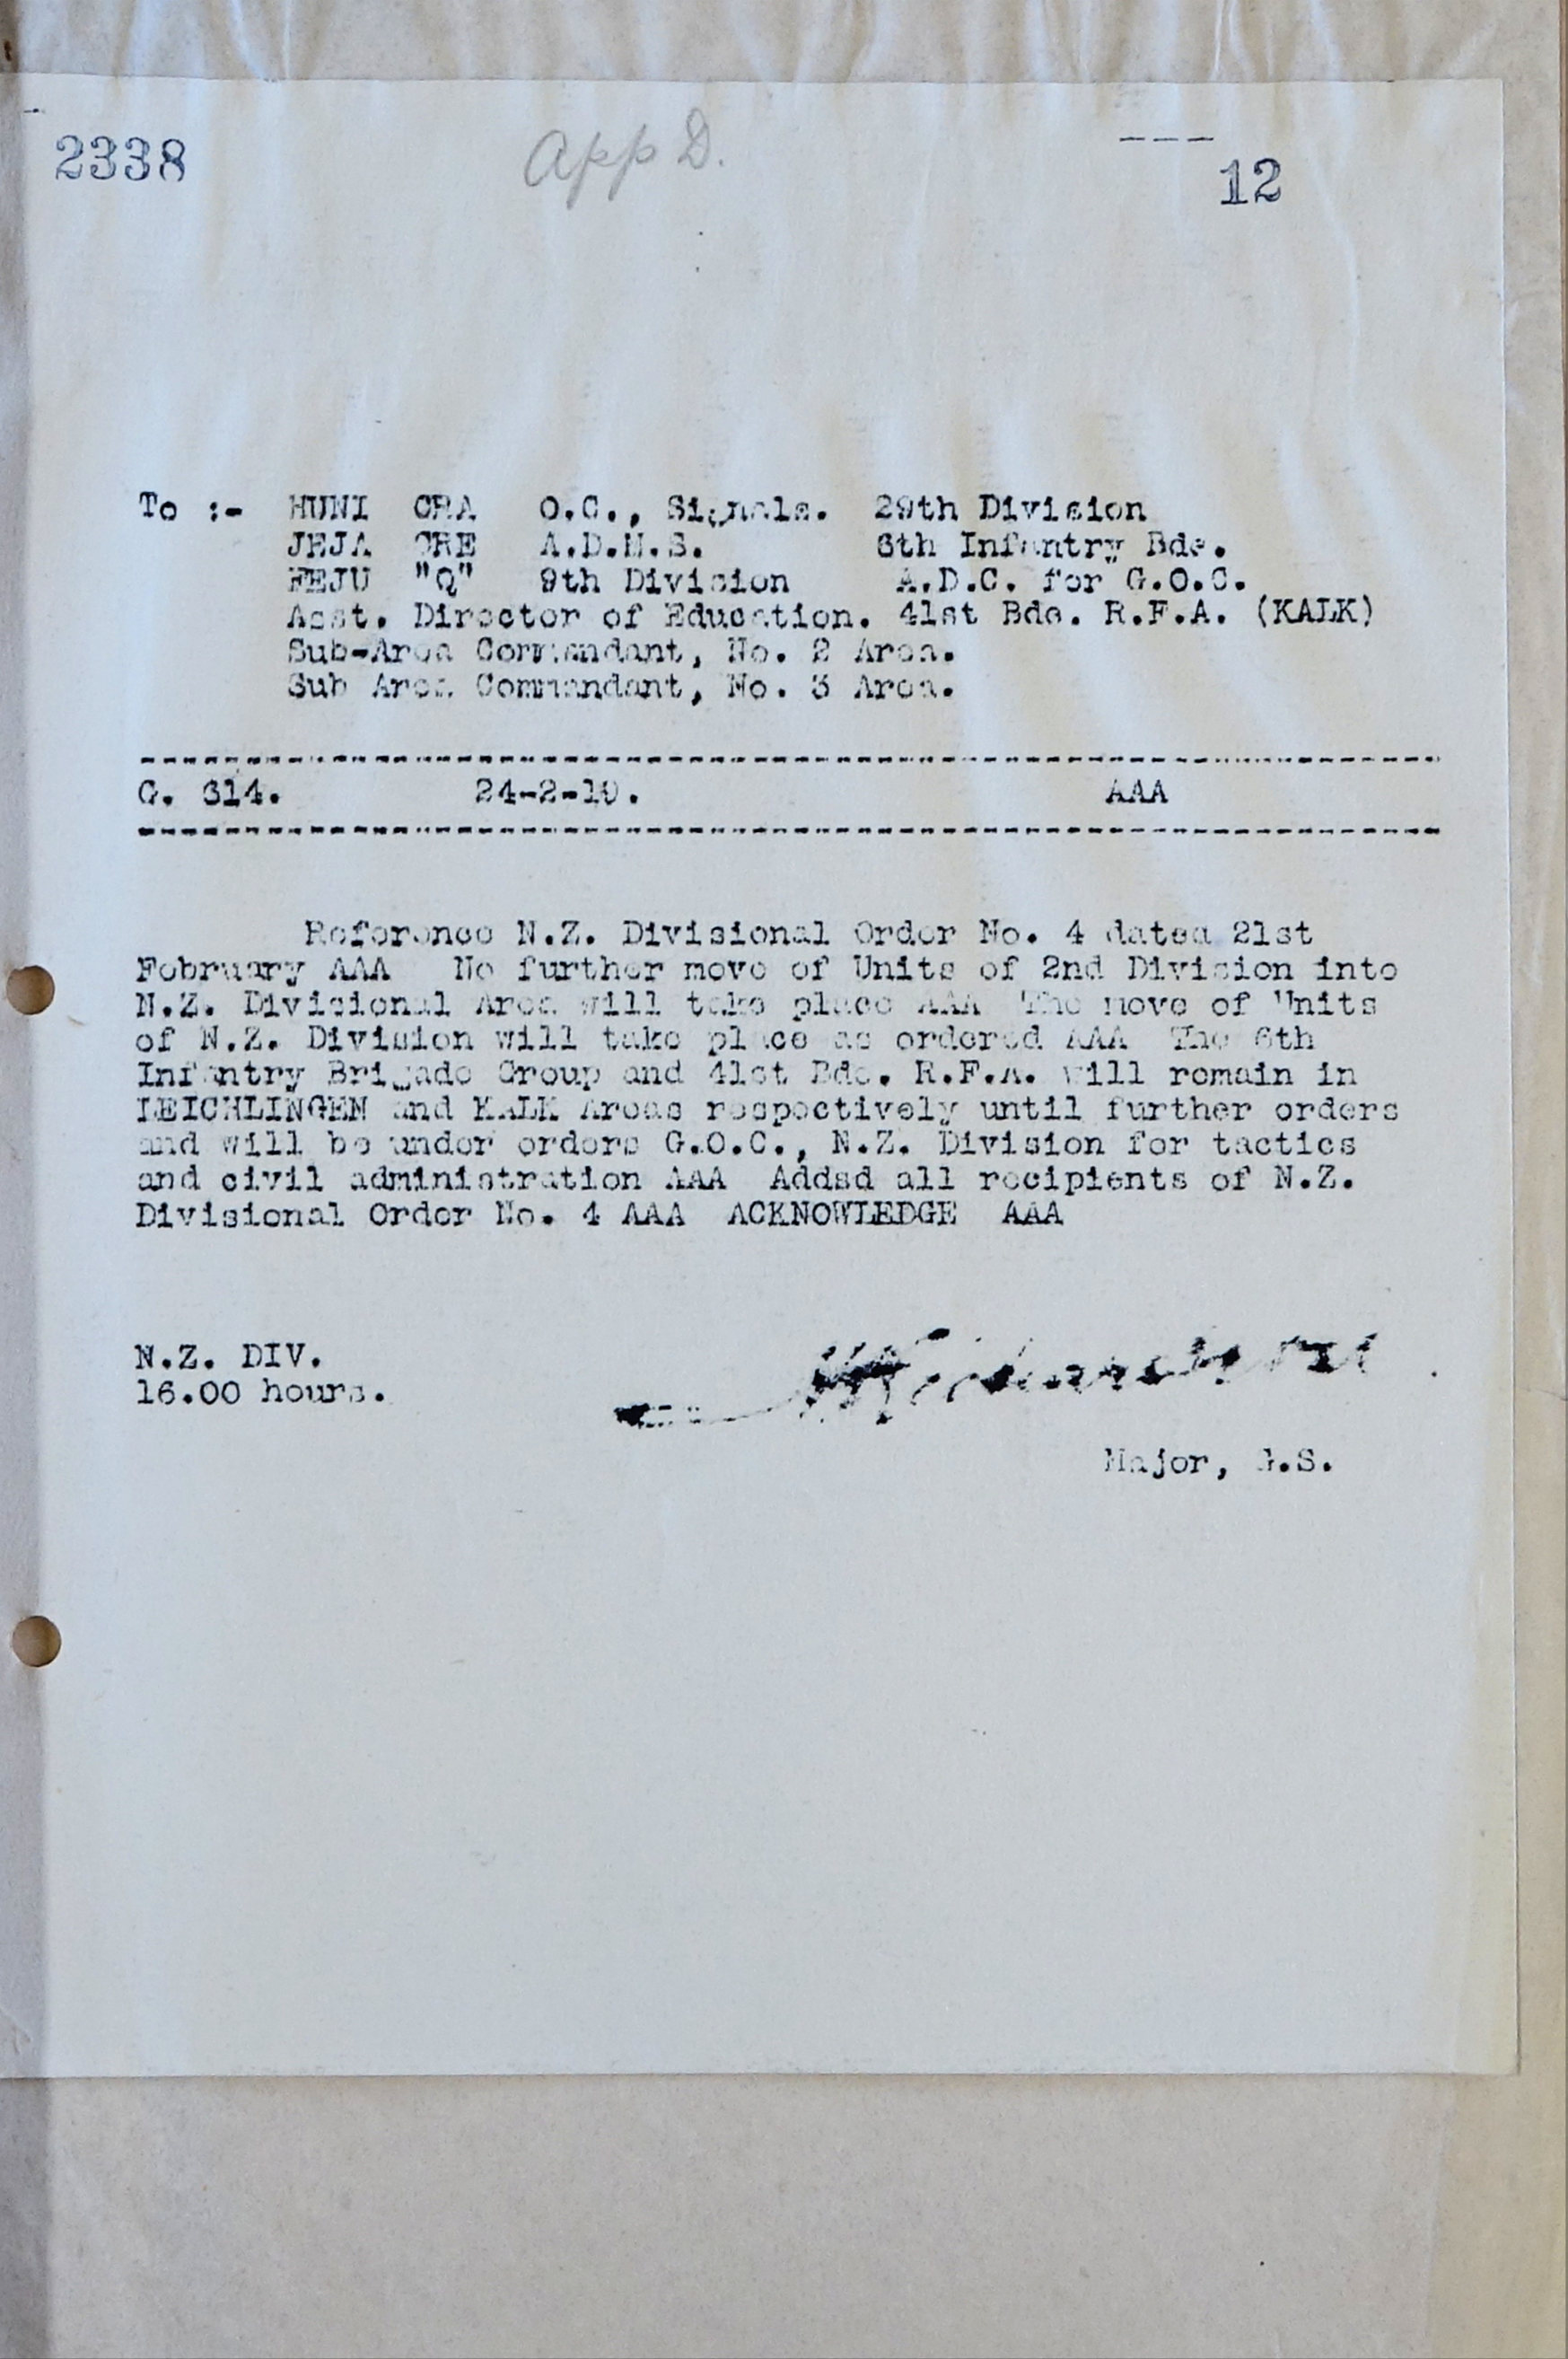 2338
App D.
12
To :- HUNI CRA O.C., Signals. 29th Division
JEJA CRE A.D.M.S. 6th Infantry Bde.
FEJU "Q" 9th Division A.D.C. for G.O.C.
Asst. Director of Education. 41st Bde. R.F.A. (KALK)
Sub-Area Commandant, No. 2 Area.
Sub Area Commandant, No. 3 Area.
G. 314. 24-2-19. AAA
Reference N.Z. Divisional Order No. 4 dated 21st
February AAA No further move of Units of 2nd Division into
N.Z. Divisional Area will take place AAA The move of Units
of N.Z. Division will take place as ordered AAA The 6th
Infantry Brigade Group and 41st Bde. R.F.A. will remain in
LEICHLINGEN and KALK Areas respectively until further orders
and will be under orders G.O.C., N.Z. Division for tactics
and civil administration AAA Addsd all recipients of N.Z.
Divisional Order No. 4 AAA ACKNOWLEDGE AAA
N.Z. DIV.
16.00 hours.
Major, G.S.